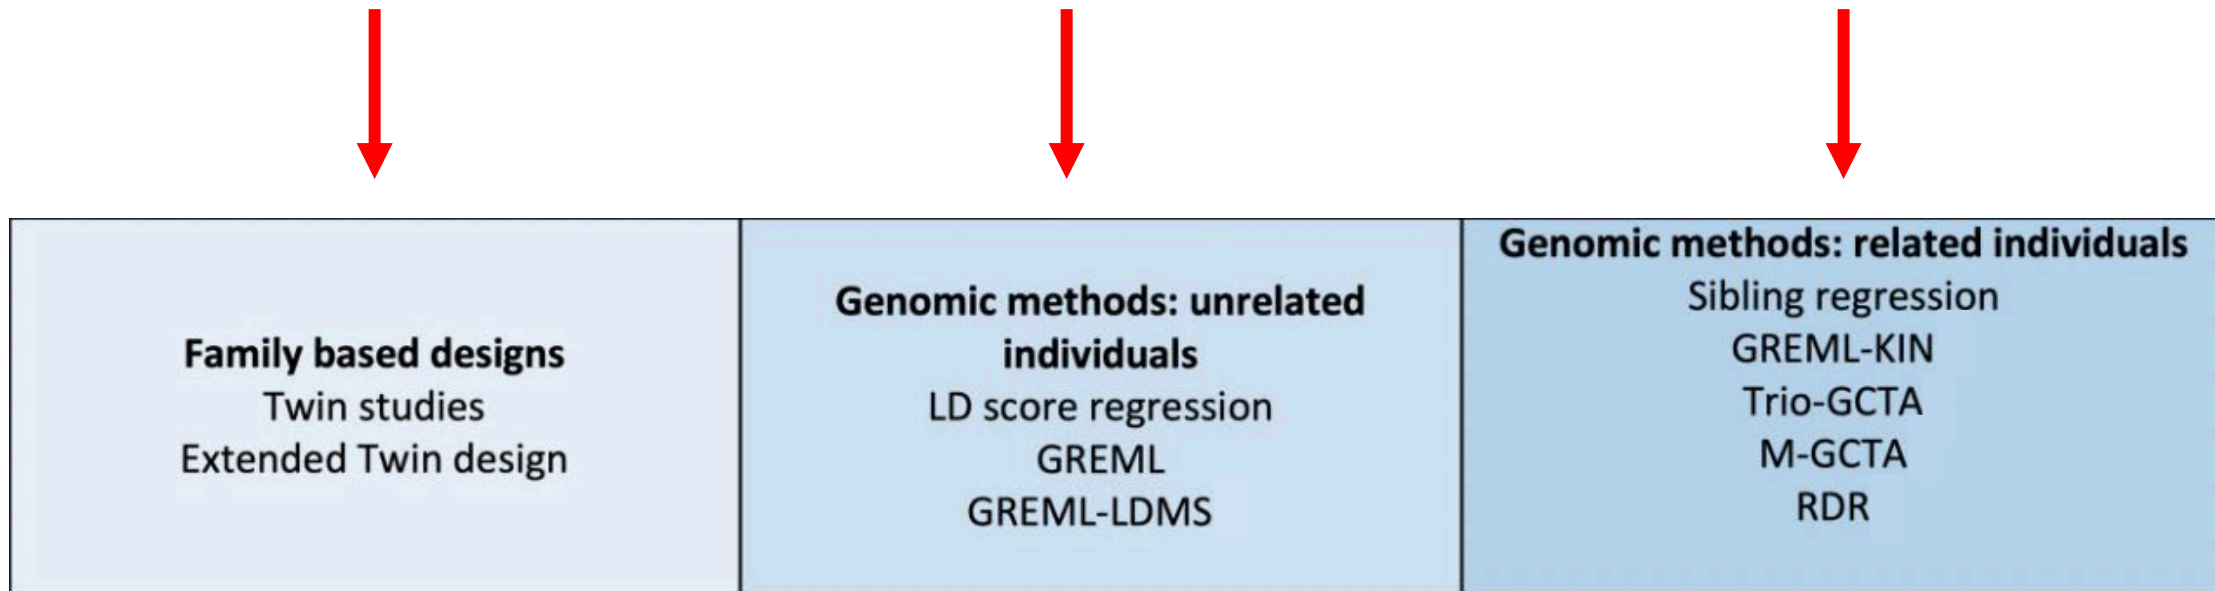 Family based designs
Twin studies
Extended Twin design
Genomic methods: unrelated
individuals
LD score regression
GREML
GREML-LDMS
Genomic methods: related individuals
Sibling regression
GREML-KIN
Trio-GCTA
M-GCTA
RDR